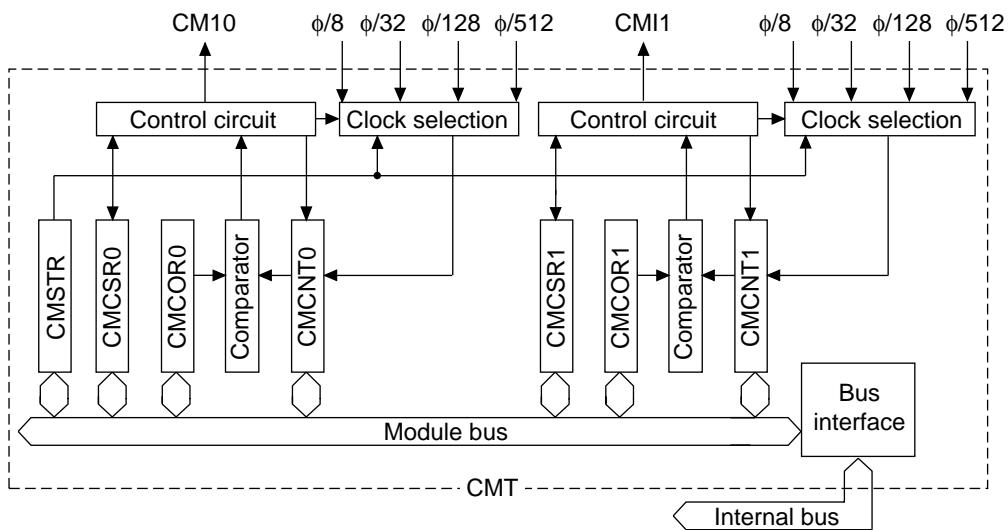 CM10 ϕ/8 ϕ/32 ϕ/128 ϕ/512 CMI1 ϕ/8 ϕ/32 ϕ/128 ϕ/512
Control circuit Clock selection Control circuit Clock selection
CMSTR
CMCSR0
CMCOR0
Comparator
CMCNT0
CMCSR1
CMCOR1
Comparator
CMCNT1
Bus
interface
Module bus
CMT
Internal bus